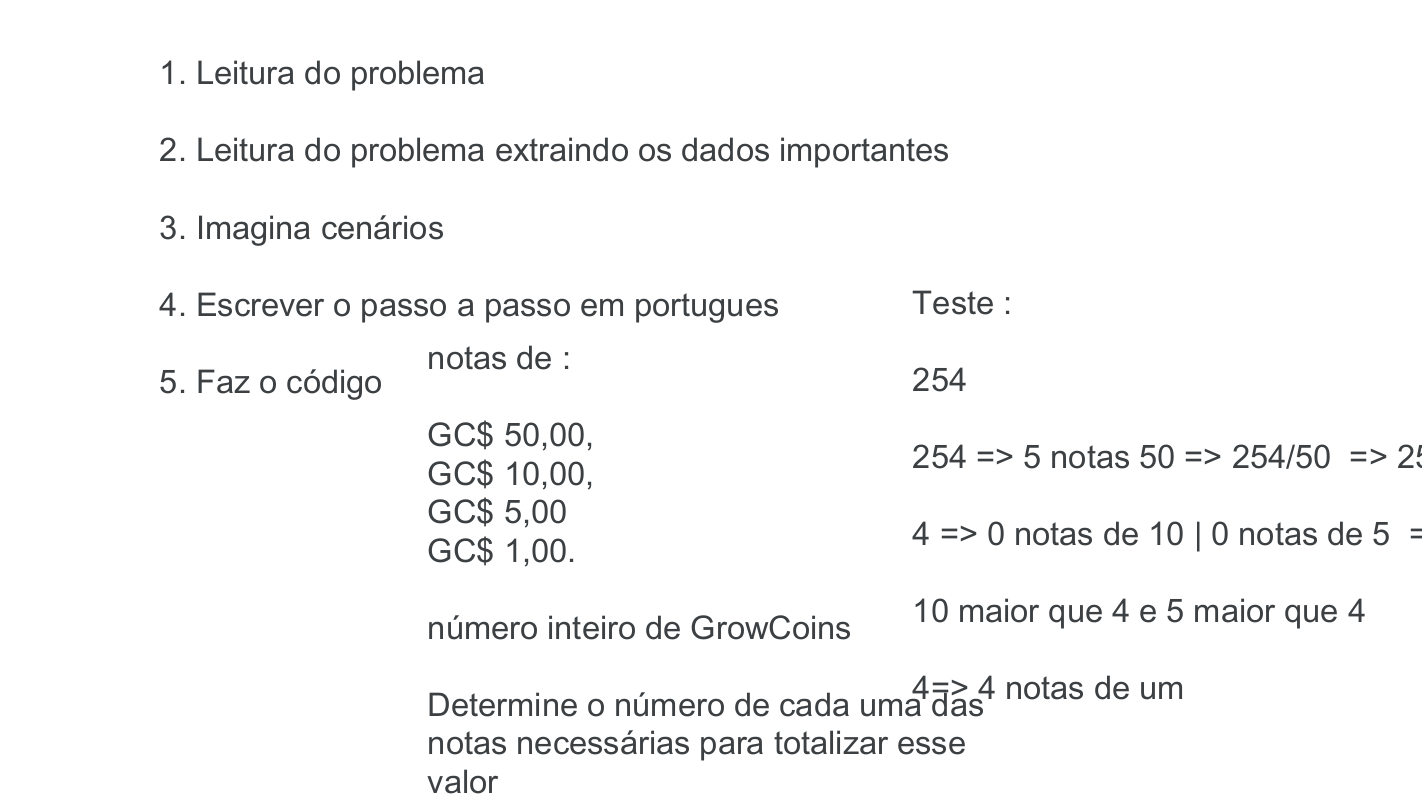 1. Leitura do problema
2. Leitura do problema extraindo os dados importantes
3. Imagina cenários
4. Escrever o passo a passo em portugues
5. Faz o código
notas de :
GC$ 50,00,
GC$ 10,00,
GC$ 5,00
GC$ 1,00.
número inteiro de GrowCoins
Determine o número de cada uma das
notas necessárias para totalizar esse
valor
Teste :
254
254 => 5 notas 50 => 254/50 => 25
4 => 0 notas de 10 | 0 notas de 5 =
10 maior que 4 e 5 maior que 4
4=> 4 notas de um